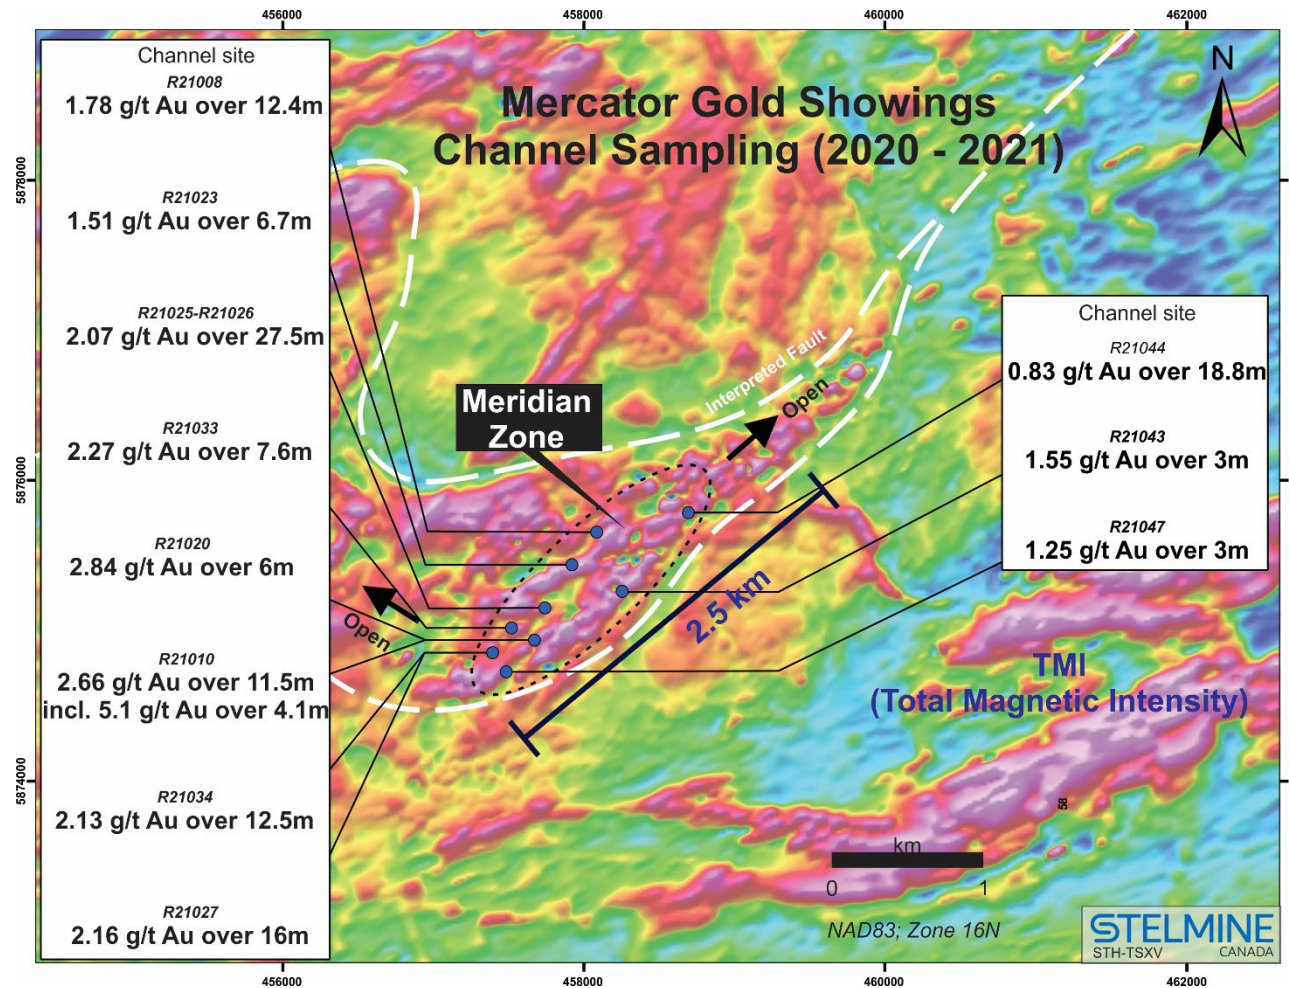 456000
458000
460000
462000
Channel site
R21008
1.78 g/t Au over 12.4m
R21023
1.51 g/t Au over 6.7m
R21025-R21026
2.07 g/t Au over 27.5m
R21033
2.27 g/t Au over 7.6m
R21020
2.84 g/t Au over 6m
R21010
2.66 g/t Au over 11.5m
incl. 5.1 g/t Au over 4.1m
R21034
2.13 g/t Au over 12.5m
R21027
2.16 g/t Au over 16m
Mercator Gold Showings
Channel Sampling (2020 - 2021)
N
5878000
5876000
5874000
Interpreted Fault
Open
Meridian
Zone
Open
2.5 km
Channel site
R21044
0.83 g/t Au over 18.8m
R21043
1.55 g/t Au over 3m
R21047
1.25 g/t Au over 3m
TMI
(Total Magnetic Intensity)
58
km
0
1
NAD83; Zone 16N
STELMINE
STH-TSXV
CANADA
456000
458000
460000
462000